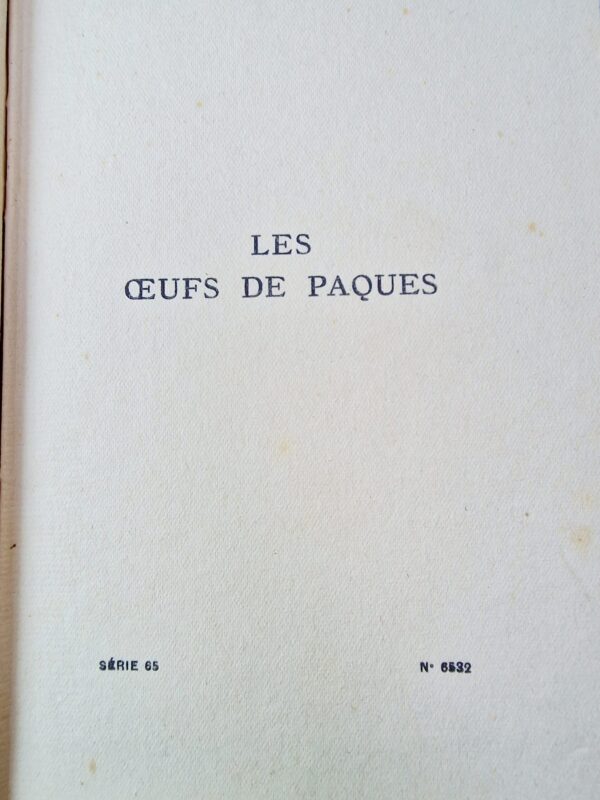 LES
ŒUFS DE PAQUES
SÉRIE 65
N° 6532